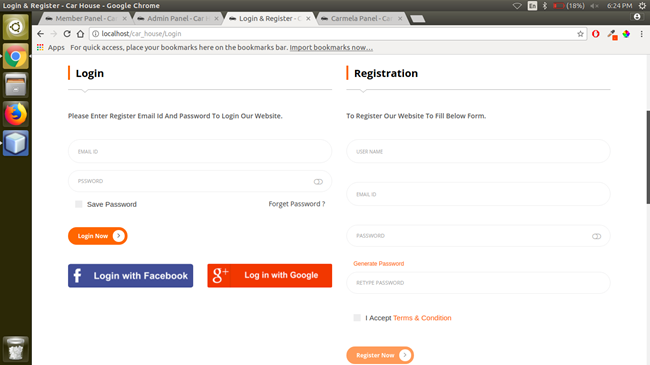 Login & Register - Car House - Google Chrome
En
(18%)
6:24 PM
Member Panel - Car
Admin Panel - Car H
Login & Register - C
Carmela Panel - Car
localhost/car_house/Login
Apps For quick access, place your bookmarks here on the bookmarks bar. Import bookmarks now...
Login
Please Enter Register Email Id And Password To Login Our Website.
EMAIL ID
PSSWORD
Save Password
Forget Password ?
Login Now
f Login with Facebook
g+ Log in with Google
Registration
To Register Our Website To Fill Below Form.
USER NAME
EMAIL ID
PASSWORD
Generate Password
RETYPE PASSWORD
I Accept Terms & Condition
Register Now